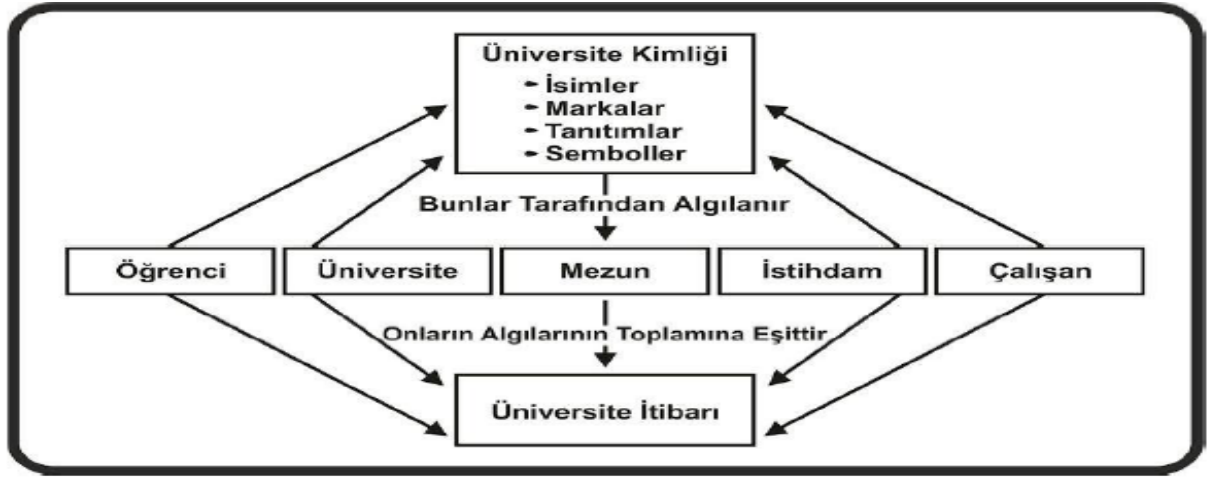 Üniversite Kimliği
- İsimler
- Markalar
- Tanıtımlar
- Semboller
Bunlar Tarafından Algılanır
Öğrenci
Üniversite
Mezun
İstihdam
Çalışan
Onların Algılarının Toplamına Eşittir
Üniversite İtibarı